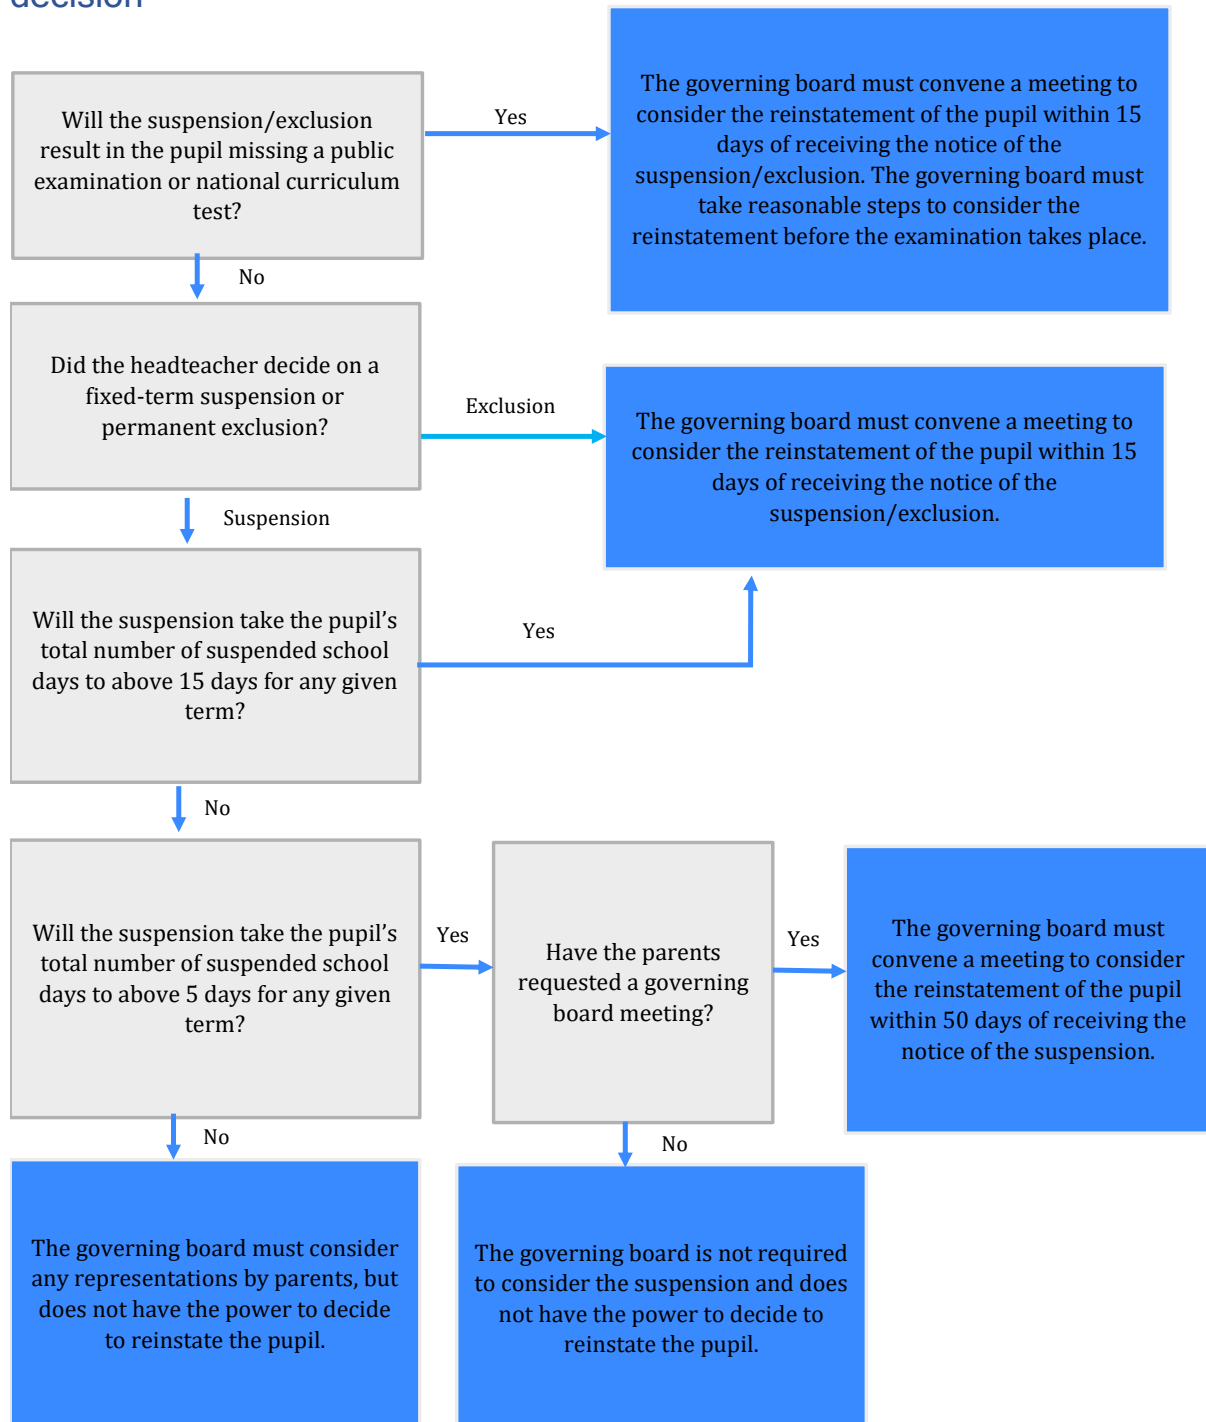 decision
Will the suspension/exclusion
result in the pupil missing a public
examination or national curriculum
test?
Yes
The governing board must convene a meeting to
consider the reinstatement of the pupil within 15
days of receiving the notice of the
suspension/exclusion. The governing board must
take reasonable steps to consider the
reinstatement before the examination takes place.
No
Did the headteacher decide on a
fixed-term suspension or
permanent exclusion?
Exclusion
The governing board must convene a meeting to
consider the reinstatement of the pupil within 15
days of receiving the notice of the
suspension/exclusion.
Suspension
Will the suspension take the pupil’s
total number of suspended school
days to above 15 days for any given
term?
Yes
No
Will the suspension take the pupil’s
total number of suspended school
days to above 5 days for any given
term?
Yes
Have the parents
requested a governing
board meeting?
Yes
The governing board must
convene a meeting to consider
the reinstatement of the pupil
within 50 days of receiving the
notice of the suspension.
No
No
The governing board must consider
any representations by parents, but
does not have the power to decide
to reinstate the pupil.
The governing board is not required
to consider the suspension and does
not have the power to decide to
reinstate the pupil.